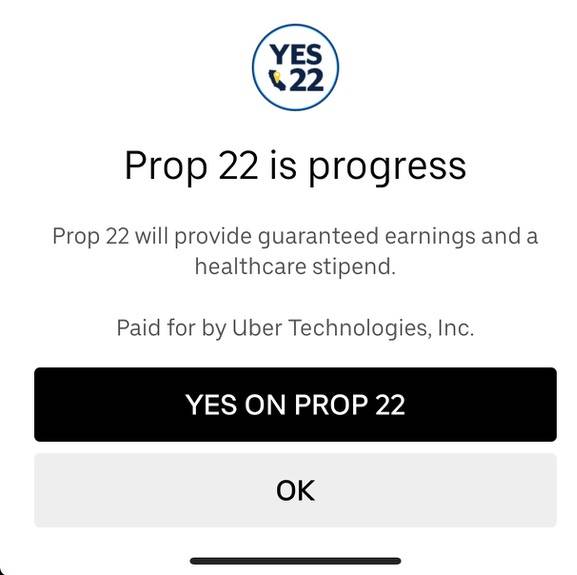 YES
22
Prop 22 is progress
Prop 22 will provide guaranteed earnings and a
healthcare stipend.
Paid for by Uber Technologies, Inc.
YES ON PROP 22
OK